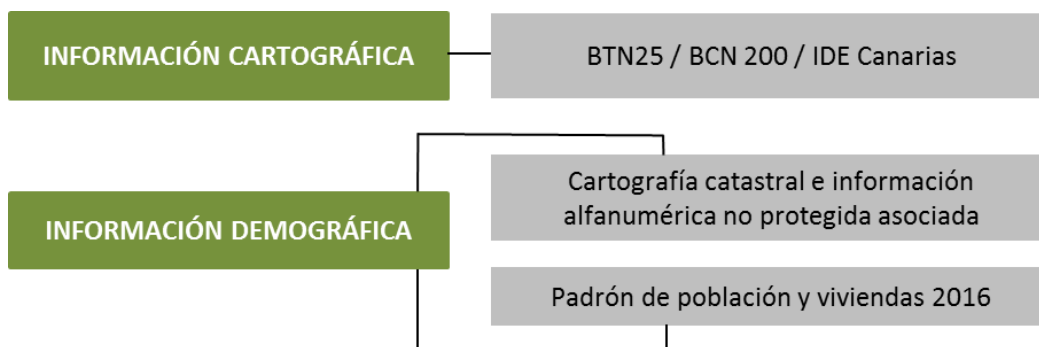 INFORMACIÓN CARTOGRÁFICA
BTN25 / BCN 200 / IDE Canarias
INFORMACIÓN DEMOGRÁFICA
Cartografía catastral e información
alfanumérica no protegida asociada
Padrón de población y viviendas 2016